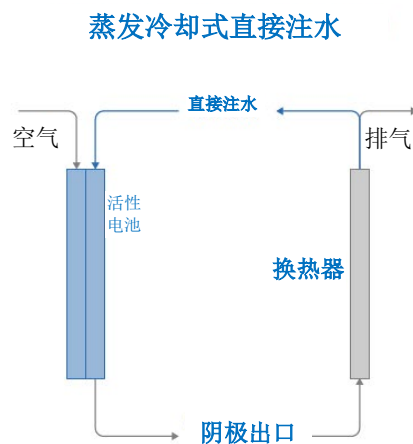 蒸发冷却式直接注水
直接注水
空气
排气
活性
电池
换热器
阴极出口